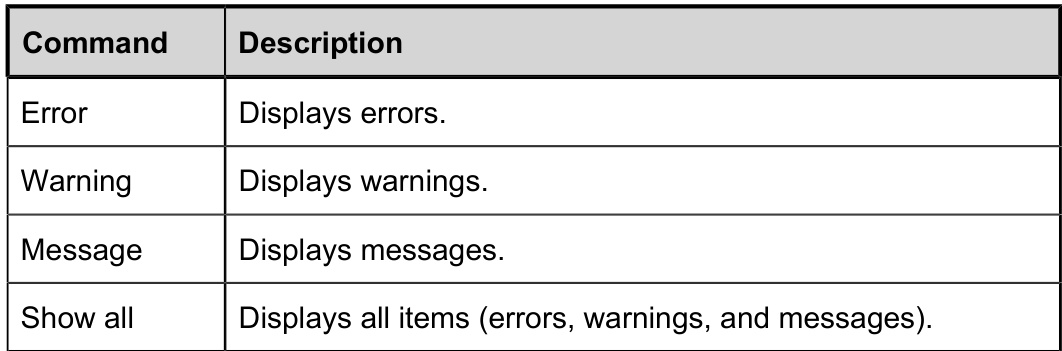 Command Description
Error Displays errors.
Warning Displays warnings.
Message Displays messages.
Show all Displays all items (errors, warnings, and messages).